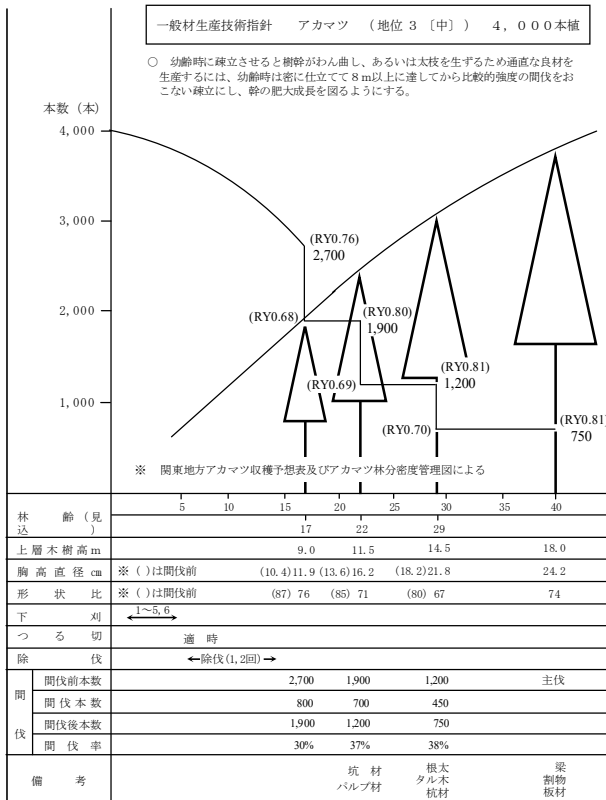 一般材生産技術指針 アカマツ （地位 3 〔中〕） 4，000本植
○ 幼齢時に疎立させると樹幹がわん曲し、あるいは太枝を生ずるため通直な良材を
生産するには、幼齢時は密に仕立てて８ｍ以上に達してから比較的強度の間伐をお
こない疎立にし、幹の肥大成長を図るようにする。
本数（本）
4,000
3,000
2,000
1,000
(RY0.76)
2,700
(RY0.68)
(RY0.80)
1,900
(RY0.69)
(RY0.81)
1,200
(RY0.70)
(RY0.81)
750
※ 関東地方アカマツ収穫予想表及びアカマツ林分密度管理図による
5 10 15 20 25 30 35 40
林 齢（見込） 17 22 29
上層木樹高ｍ 9.0 11.5 14.5 18.0
胸高直径㎝ ※ ( )は間伐前 (10.4)11.9 (13.6)16.2 (18.2)21.8 24.2
形状比 ※ ( )は間伐前 (87) 76 (85) 71 (80) 67 74
下刈 1～5,6
つる切 適時
除伐 除伐(1,2回)
間伐
間伐前本数 2,700 1,900 1,200 主伐
間伐本数 800 700 450
間伐後本数 1,900 1,200 750
間伐率 30% 37% 38%
備考
坑材
パルプ材
根太
タル木
杭材
梁
割物
板材